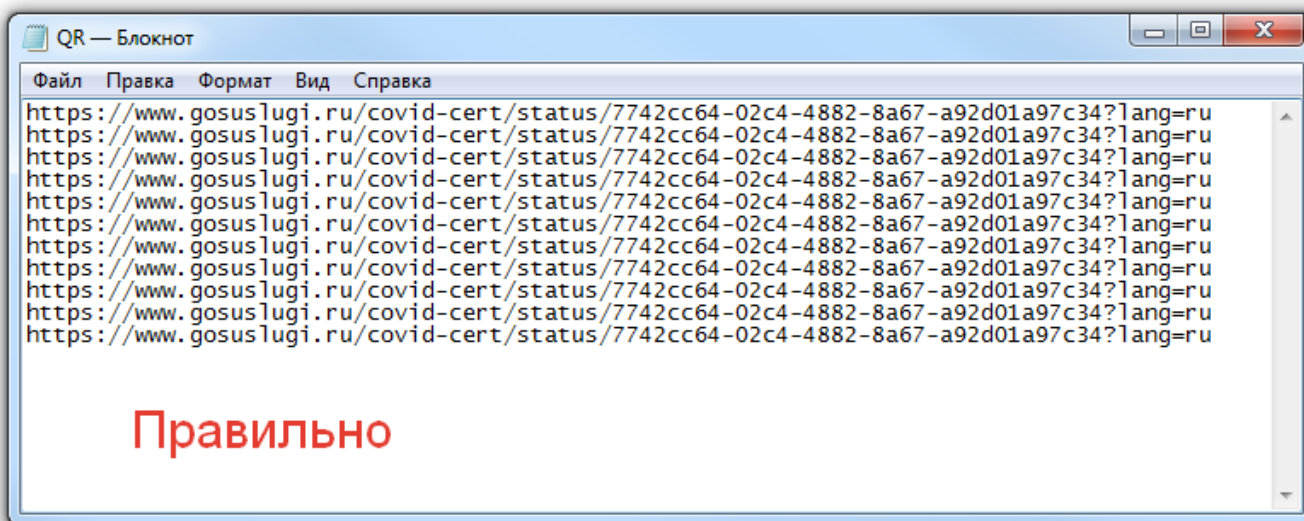 QR — Блокнот
Файл Правка Формат Вид Справка
https://www.gosuslugi.ru/covid-cert/status/7742cc64-02c4-4882-8a67-a92d01a97c34?lang=ru
https://www.gosuslugi.ru/covid-cert/status/7742cc64-02c4-4882-8a67-a92d01a97c34?lang=ru
https://www.gosuslugi.ru/covid-cert/status/7742cc64-02c4-4882-8a67-a92d01a97c34?lang=ru
https://www.gosuslugi.ru/covid-cert/status/7742cc64-02c4-4882-8a67-a92d01a97c34?lang=ru
https://www.gosuslugi.ru/covid-cert/status/7742cc64-02c4-4882-8a67-a92d01a97c34?lang=ru
https://www.gosuslugi.ru/covid-cert/status/7742cc64-02c4-4882-8a67-a92d01a97c34?lang=ru
https://www.gosuslugi.ru/covid-cert/status/7742cc64-02c4-4882-8a67-a92d01a97c34?lang=ru
https://www.gosuslugi.ru/covid-cert/status/7742cc64-02c4-4882-8a67-a92d01a97c34?lang=ru
https://www.gosuslugi.ru/covid-cert/status/7742cc64-02c4-4882-8a67-a92d01a97c34?lang=ru
https://www.gosuslugi.ru/covid-cert/status/7742cc64-02c4-4882-8a67-a92d01a97c34?lang=ru
https://www.gosuslugi.ru/covid-cert/status/7742cc64-02c4-4882-8a67-a92d01a97c34?lang=ru
Правильно